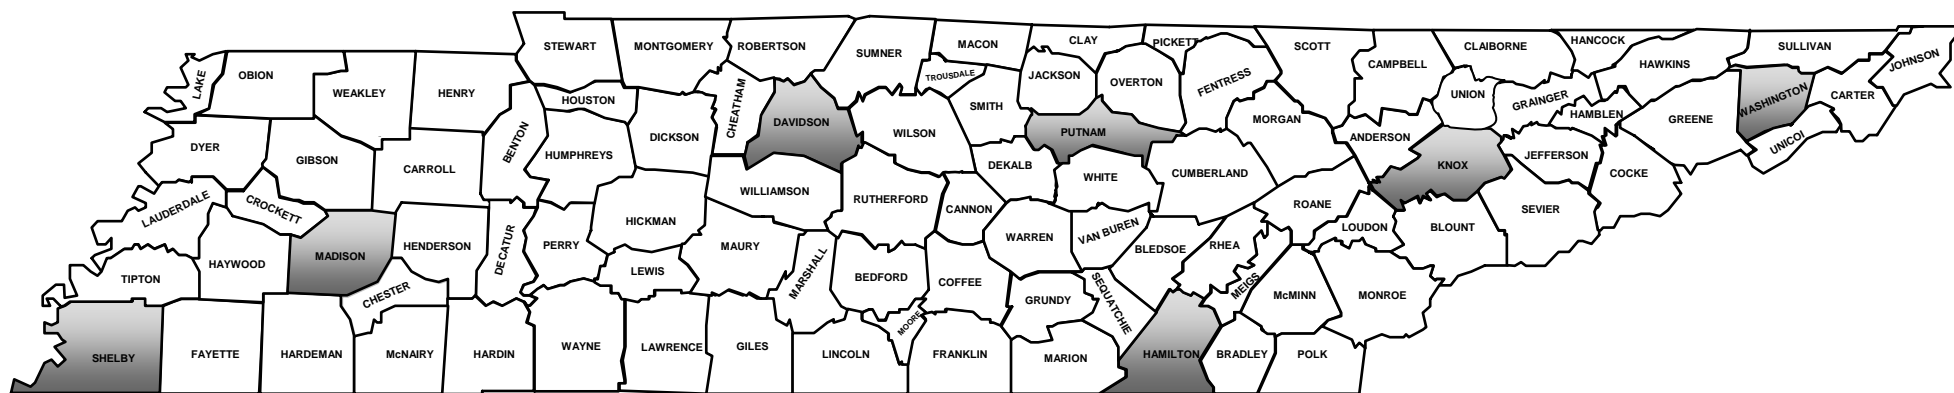 STEWART
MONTGOMERY
ROBERTSON
SUMNER
MACON
CLAY
PICKETT
SCOTT
CLAIBORNE
HANCOCK
SULLIVAN
JOHNSON
LAKE
OBION
WEAKLEY
HENRY
HOUSTON
CHEATHAM
TROUSDALE
JACKSON
OVERTON
FENTRESS
CAMPBELL
UNION
GRAINGER
HAWKINS
WASHINGTON
CARTER
DICKSON
DAVIDSON
WILSON
SMITH
PUTNAM
MORGAN
ANDERSON
HAMBLEN
GREENE
UNICOI
DYER
GIBSON
CARROLL
BENTON
HUMPHREYS
DEKALB
WHITE
CUMBERLAND
KNOX
JEFFERSON
COCKE
WILLIAMSON
RUTHERFORD
CANNON
ROANE
LAUDERDALE
CROCKETT
HICKMAN
WARREN
VAN BUREN
LOUDON
BLOUNT
SEVIER
HAYWOOD
MADISON
HENDERSON
DECATUR
PERRY
LEWIS
MAURY
MARSHALL
BEDFORD
COFFEE
BLEDSOE
RHEA
TIPTON
CHESTER
GRUNDY
SEQUATCHIE
MEIGS
McMINN
MONROE
SHELBY
FAYETTE
HARDEMAN
McNAIRY
HARDIN
WAYNE
LAWRENCE
GILES
LINCOLN
MOORE
FRANKLIN
MARION
HAMILTON
BRADLEY
POLK